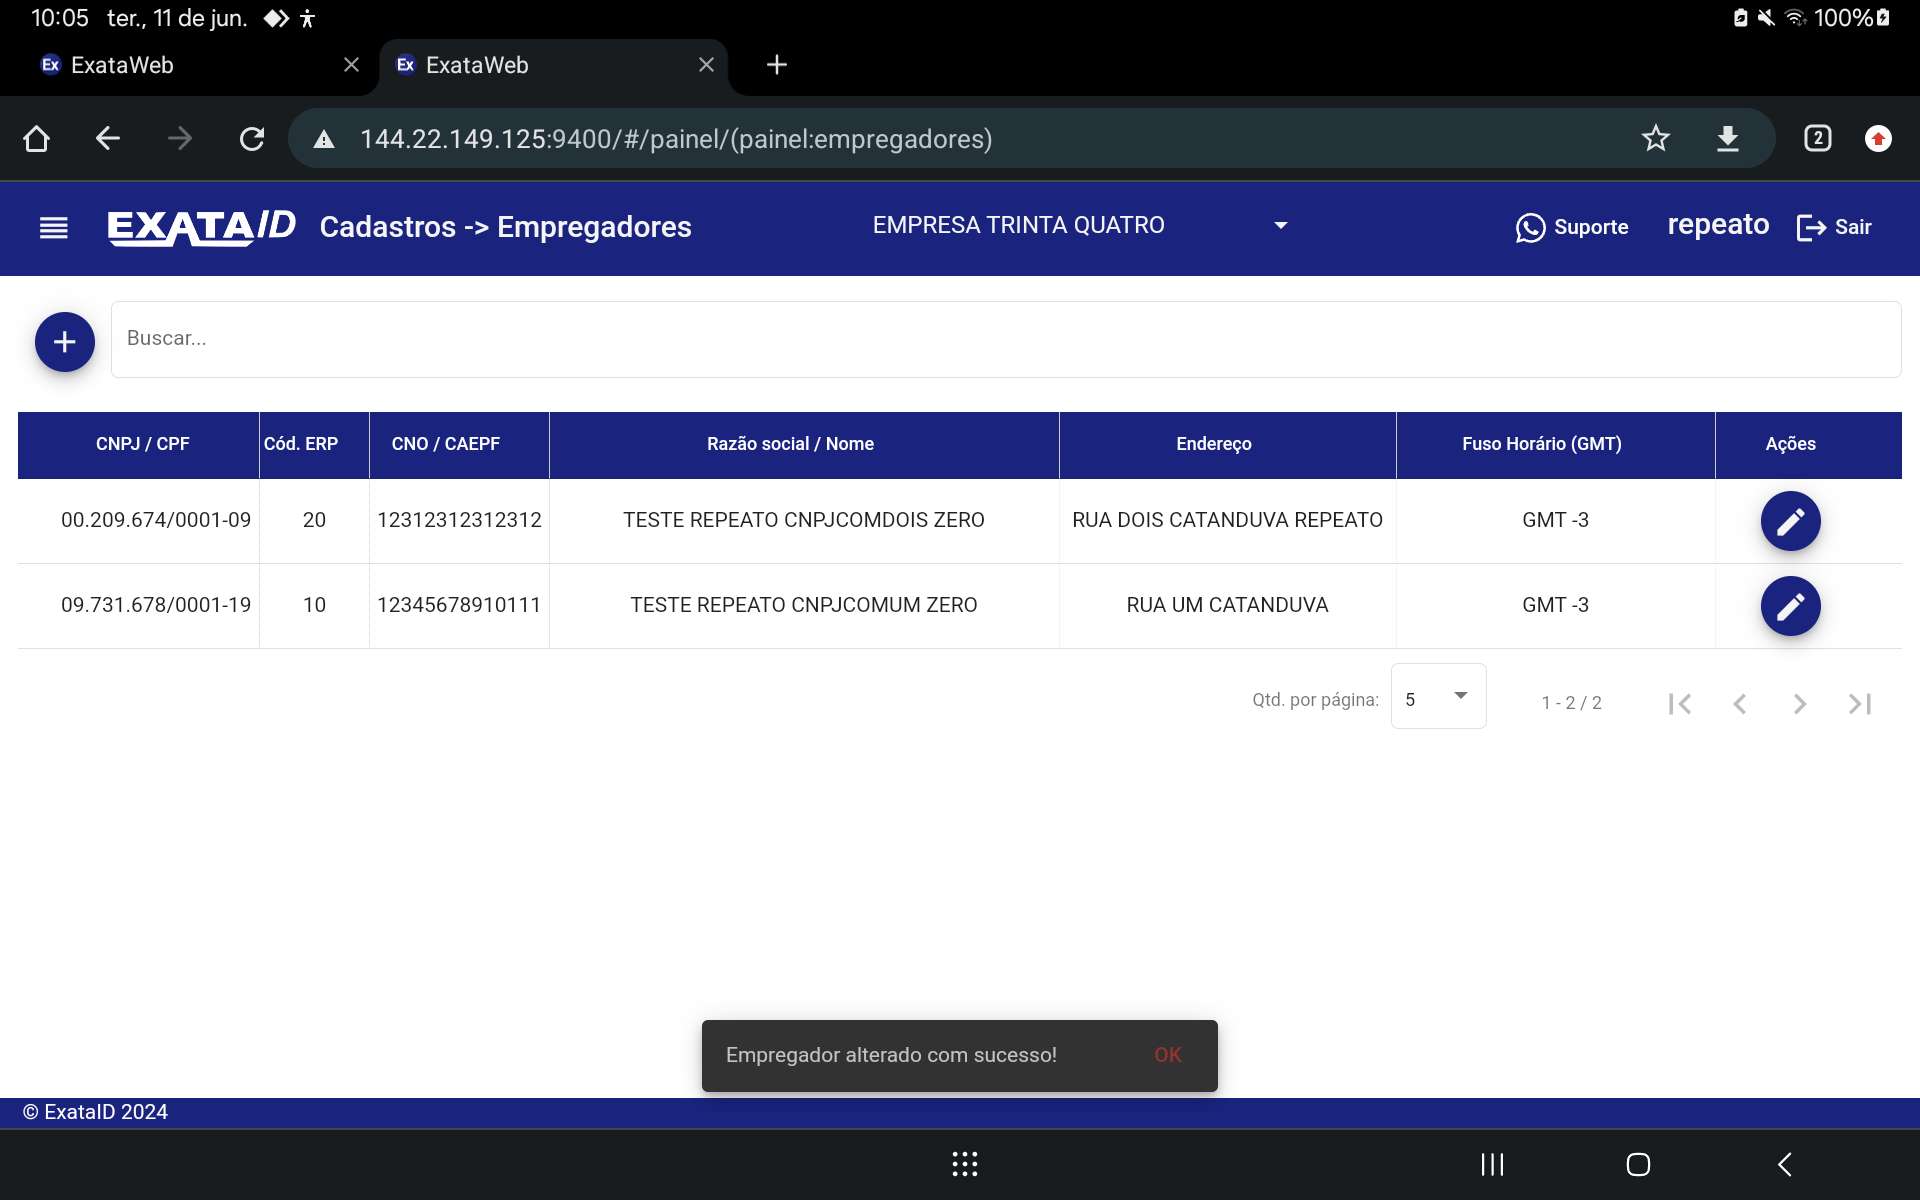 10:05 ter., 11 de jun. 100%
Ex ExataWeb Ex ExataWeb
144.22.149.125:9400/#/painel/(painel:empregadores) 2
EXATAID Cadastros -> Empregadores EMPRESA TRINTA QUATRO Suporte repeato Sair
Buscar...
CNPJ / CPF Cód. ERP CNO / CAEPF Razão social / Nome Endereço Fuso Horário (GMT) Ações
00.209.674/0001-09 20 12312312312312 TESTE REPEATO CNPJCOMDOIS ZERO RUA DOIS CATANDUVA REPEATO GMT -3
09.731.678/0001-19 10 12345678910111 TESTE REPEATO CNPJCOMUM ZERO RUA UM CATANDUVA GMT -3
Qtd. por página: 5 1 - 2 / 2
Empregador alterado com sucesso! OK
© ExataID 2024